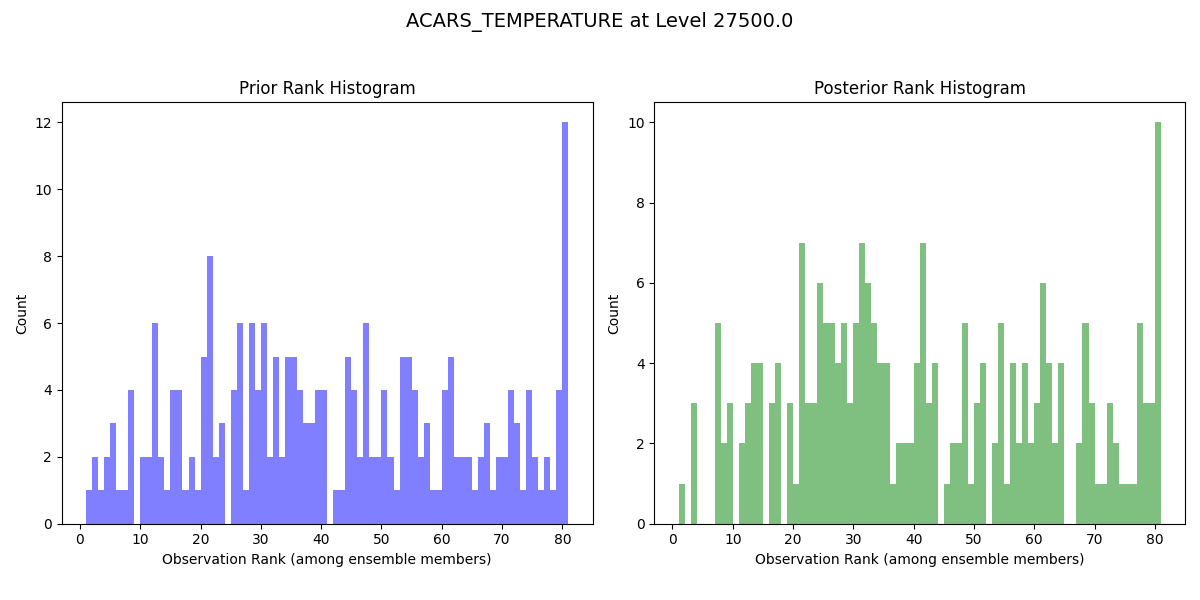 ACARS_TEMPERATURE at Level 27500.0
Prior Rank Histogram
Count
12
10
8
6
4
2
0
0 10 20 30 40 50 60 70 80
Observation Rank (among ensemble members)
Posterior Rank Histogram
Count
10
8
6
4
2
0
0 10 20 30 40 50 60 70 80
Observation Rank (among ensemble members)